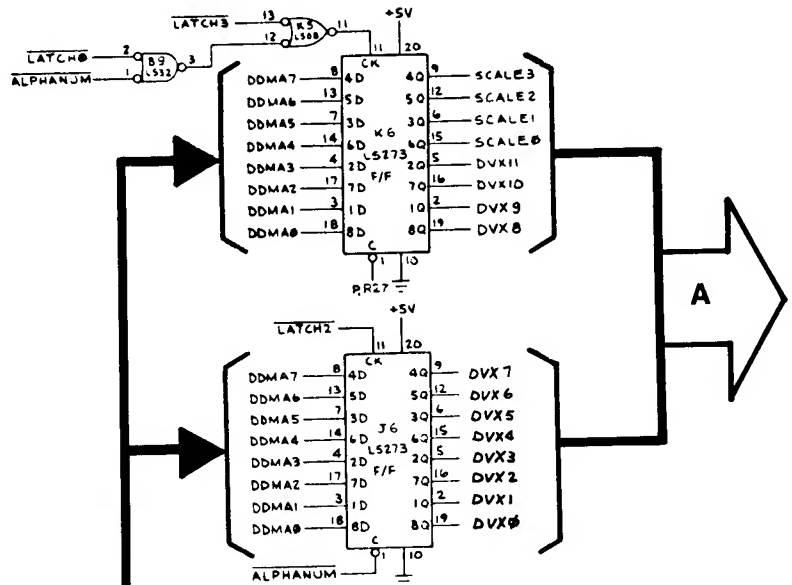 LATCH3 13 K5 11 +5V
12 LS08
LATCH0 2 B9 3 11 20
ALPHANUM 1 LS32 CK
DDMA7 8 4D 4Q 9 SCALE3
DDMA6 13 5D 5Q 12 SCALE2
DDMA5 7 3D 3Q 6 SCALE1
DDMA4 14 6D K6 6Q 15 SCALE0
DDMA3 4 2D LS273 2Q 5 DVX11
DDMA2 17 7D F/F 7Q 16 DVX10
DDMA1 3 1D 1Q 2 DVX9
DDMA0 18 8D 8Q 19 DVX8
C 1 10
P,R27
A
+5V
LATCH2 11 20
CK
DDMA7 8 4D 4Q 9 DVX7
DDMA6 13 5D 5Q 12 DVX6
DDMA5 7 3D 3Q 6 DVX5
DDMA4 14 6D J6 6Q 15 DVX4
DDMA3 4 2D LS273 2Q 5 DVX3
DDMA2 17 7D F/F 7Q 16 DVX2
DDMA1 3 1D 1Q 2 DVX1
DDMA0 18 8D 8Q 19 DVX0
C 1 10
ALPHANUM